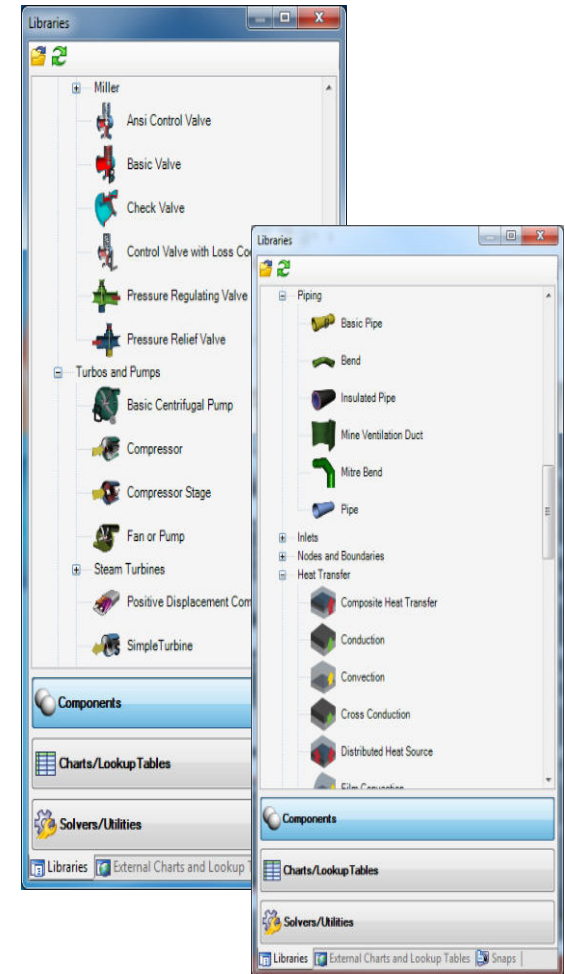 Libraries
Miller
Ansi Control Valve
Basic Valve
Check Valve
Control Valve with Loss
Pressure Regulating Valve
Pressure Relief Valve
Turbos and Pumps
Basic Centrifugal Pump
Compressor
Compressor Stage
Fan or Pump
Steam Turbines
Positive Displacement
SimpleTurbine
Components
Charts/Lookup Tables
Solvers/Utilities
Libraries External Charts and Lookup
Libraries
Piping
Basic Pipe
Bend
Insulated Pipe
Mine Ventilation Duct
Mitre Bend
Pipe
Inlets
Nodes and Boundaries
Heat Transfer
Composite Heat Transfer
Conduction
Convection
Cross Conduction
Distributed Heat Source
Film Convection
Components
Charts/Lookup Tables
Solvers/Utilities
Libraries External Charts and Lookup Tables Snaps